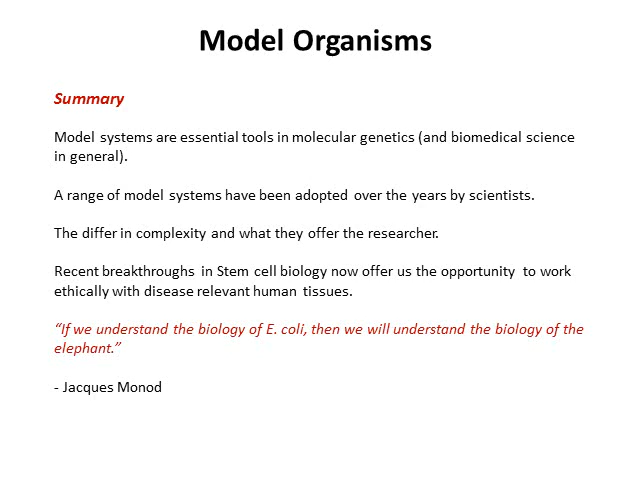 Model Organisms
Summary
Model systems are essential tools in molecular genetics (and biomedical science
in general).
A range of model systems have been adopted over the years by scientists.
The differ in complexity and what they offer the researcher.
Recent breakthroughs in Stem cell biology now offer us the opportunity to work
ethically with disease relevant human tissues.
“If we understand the biology of E. coli, then we will understand the biology of the
elephant.”
- Jacques Monod